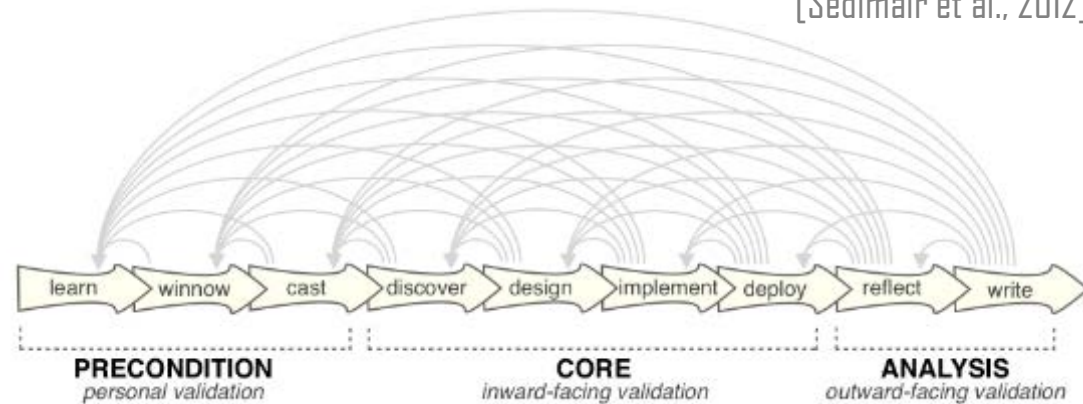 [Sedlmair et al., 2012]
learn winnow cast discover design implement deploy reflect write
PRECONDITION CORE ANALYSIS
personal validation inward-facing validation outward-facing validation